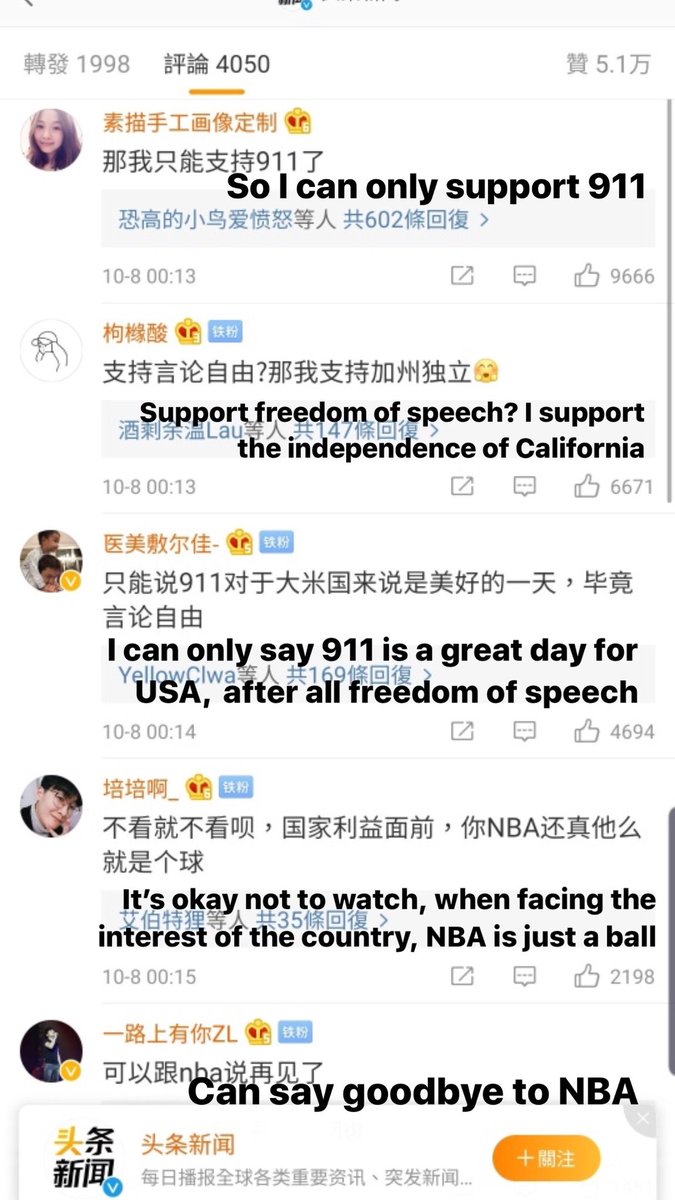 轉發 1998
評論 4050
贊 5.1万
素描手工画像定制
那我只能支持911了
So I can only support 911
恐高的小鸟爱愤怒等人 共602條回復 >
10-8 00:13
9666
枸橼酸
铁粉
支持言论自由?那我支持加州独立🤗
Support freedom of speech? I support
酒剩余温Lau等人 共147條回復 >
the independence of California
10-8 00:13
6671
医美敷尔佳-
铁粉
只能说911对于大米国来说是美好的一天，毕竟
言论自由
I can only say 911 is a great day for
YellowClwa等人 共169條回復 >
USA, after all freedom of speech
10-8 00:14
4694
培培啊_
铁粉
不看就不看呗，国家利益面前，你NBA还真他么
就是个球
It's okay not to watch, when facing the
艾伯特狸等人 共35條回復 >
interest of the country, NBA is just a ball
10-8 00:15
2198
一路上有你ZL
铁粉
可以跟nba说再见了
Can say goodbye to NBA
头条
新闻
头条新闻
每日播报全球各类重要资讯、突发新闻...
+關注